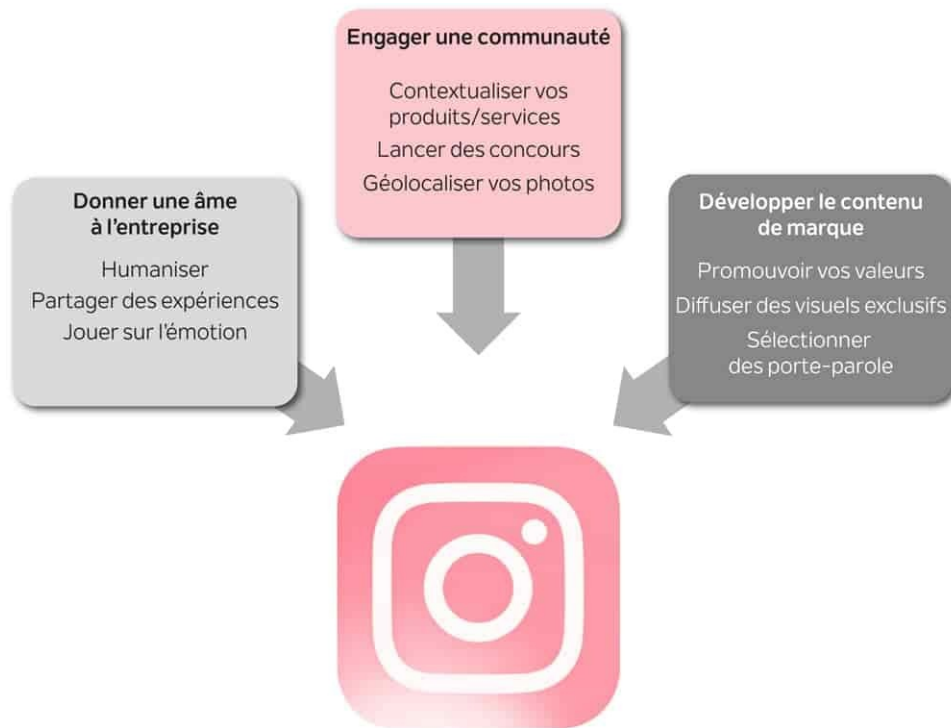 Engager une communauté
Contextualiser vos
produits/services
Lancer des concours
Géolocaliser vos photos
Donner une âme
à l'entreprise
Humaniser
Partager des expériences
Jouer sur l'émotion
Développer le contenu
de marque
Promouvoir vos valeurs
Diffuser des visuels exclusifs
Sélectionner
des porte-parole